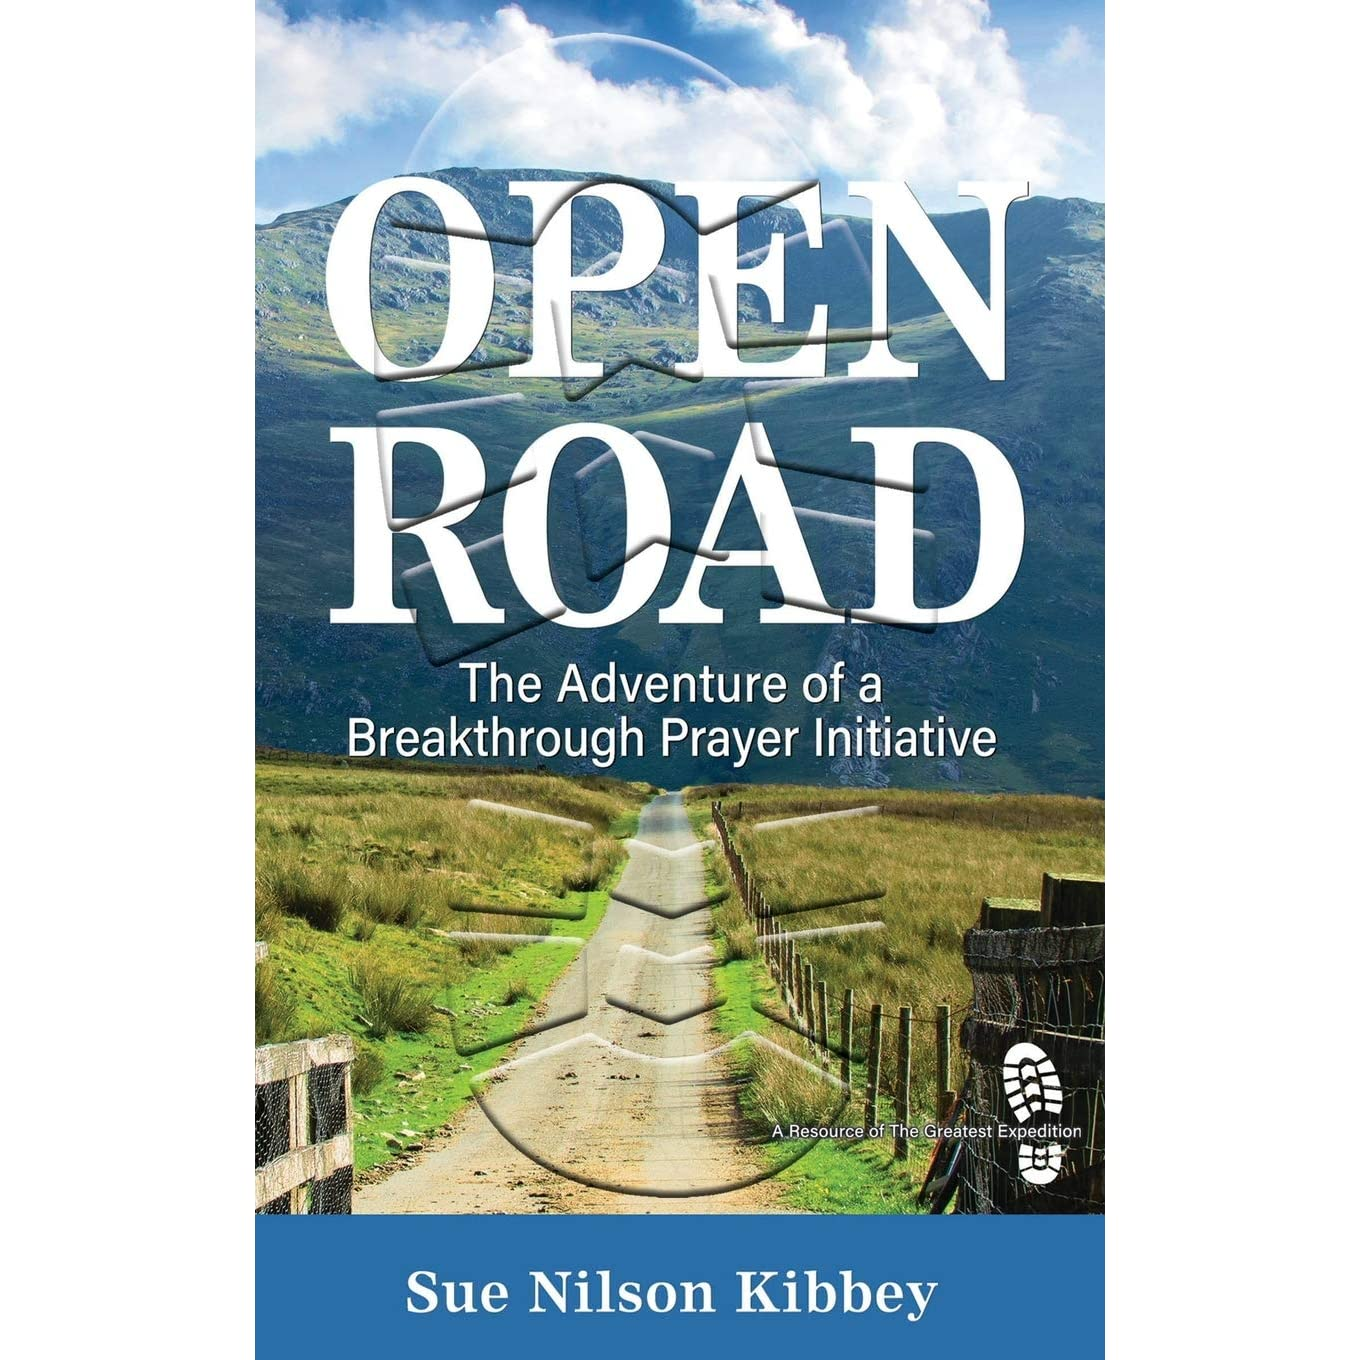 OPEN
ROAD
The Adventure of a
Breakthrough Prayer Initiative
A Resource of The Greatest Expedition
Sue Nilson Kibbey